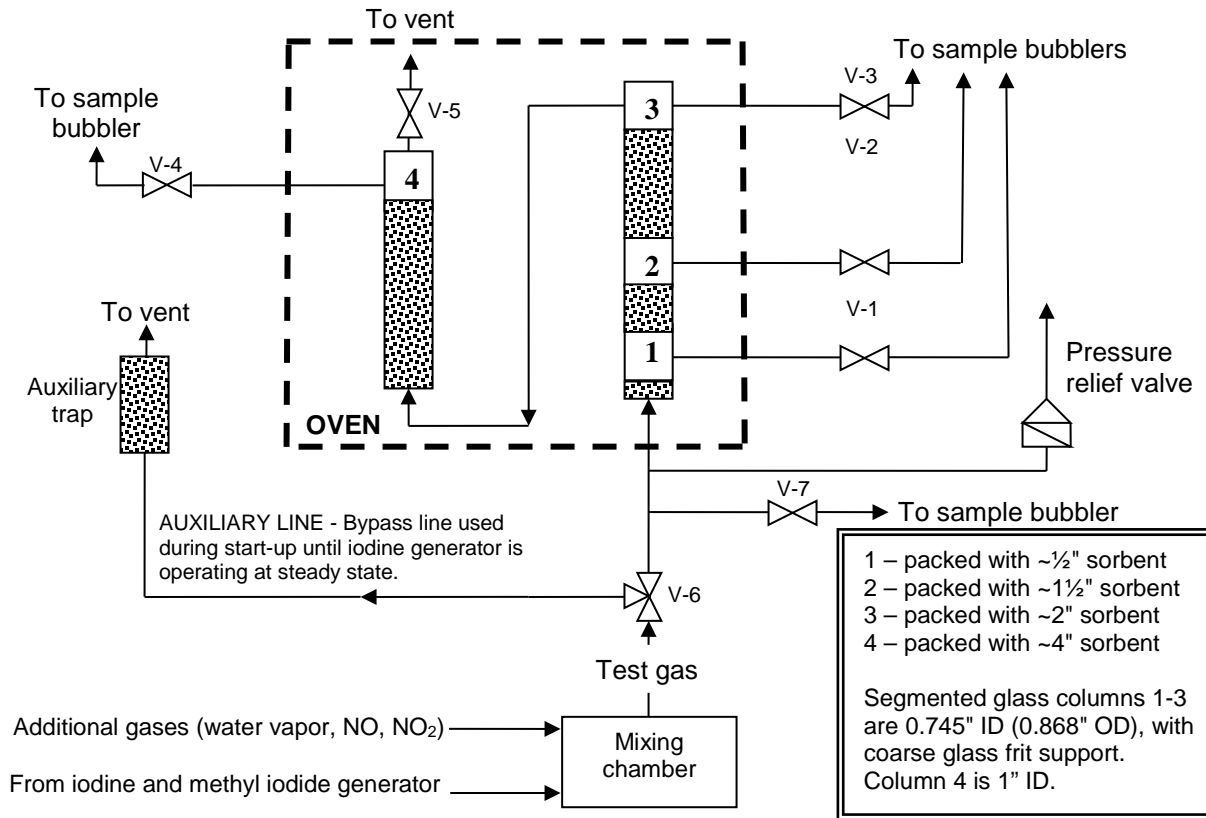 To vent
To sample bubblers
V-3
To sample
bubbler
V-5
3
V-2
V-4
4
2
To vent
V-1
1
Pressure
relief valve
Auxiliary
trap
OVEN
V-7
To sample bubbler
AUXILIARY LINE - Bypass line used
during start-up until iodine generator is
operating at steady state.
V-6
1 – packed with ~½" sorbent
2 – packed with ~1½" sorbent
3 – packed with ~2" sorbent
4 – packed with ~4" sorbent
Segmented glass columns 1-3
are 0.745" ID (0.868" OD), with
coarse glass frit support.
Column 4 is 1” ID.
Test gas
Additional gases (water vapor, NO, NO₂)
Mixing
chamber
From iodine and methyl iodide generator